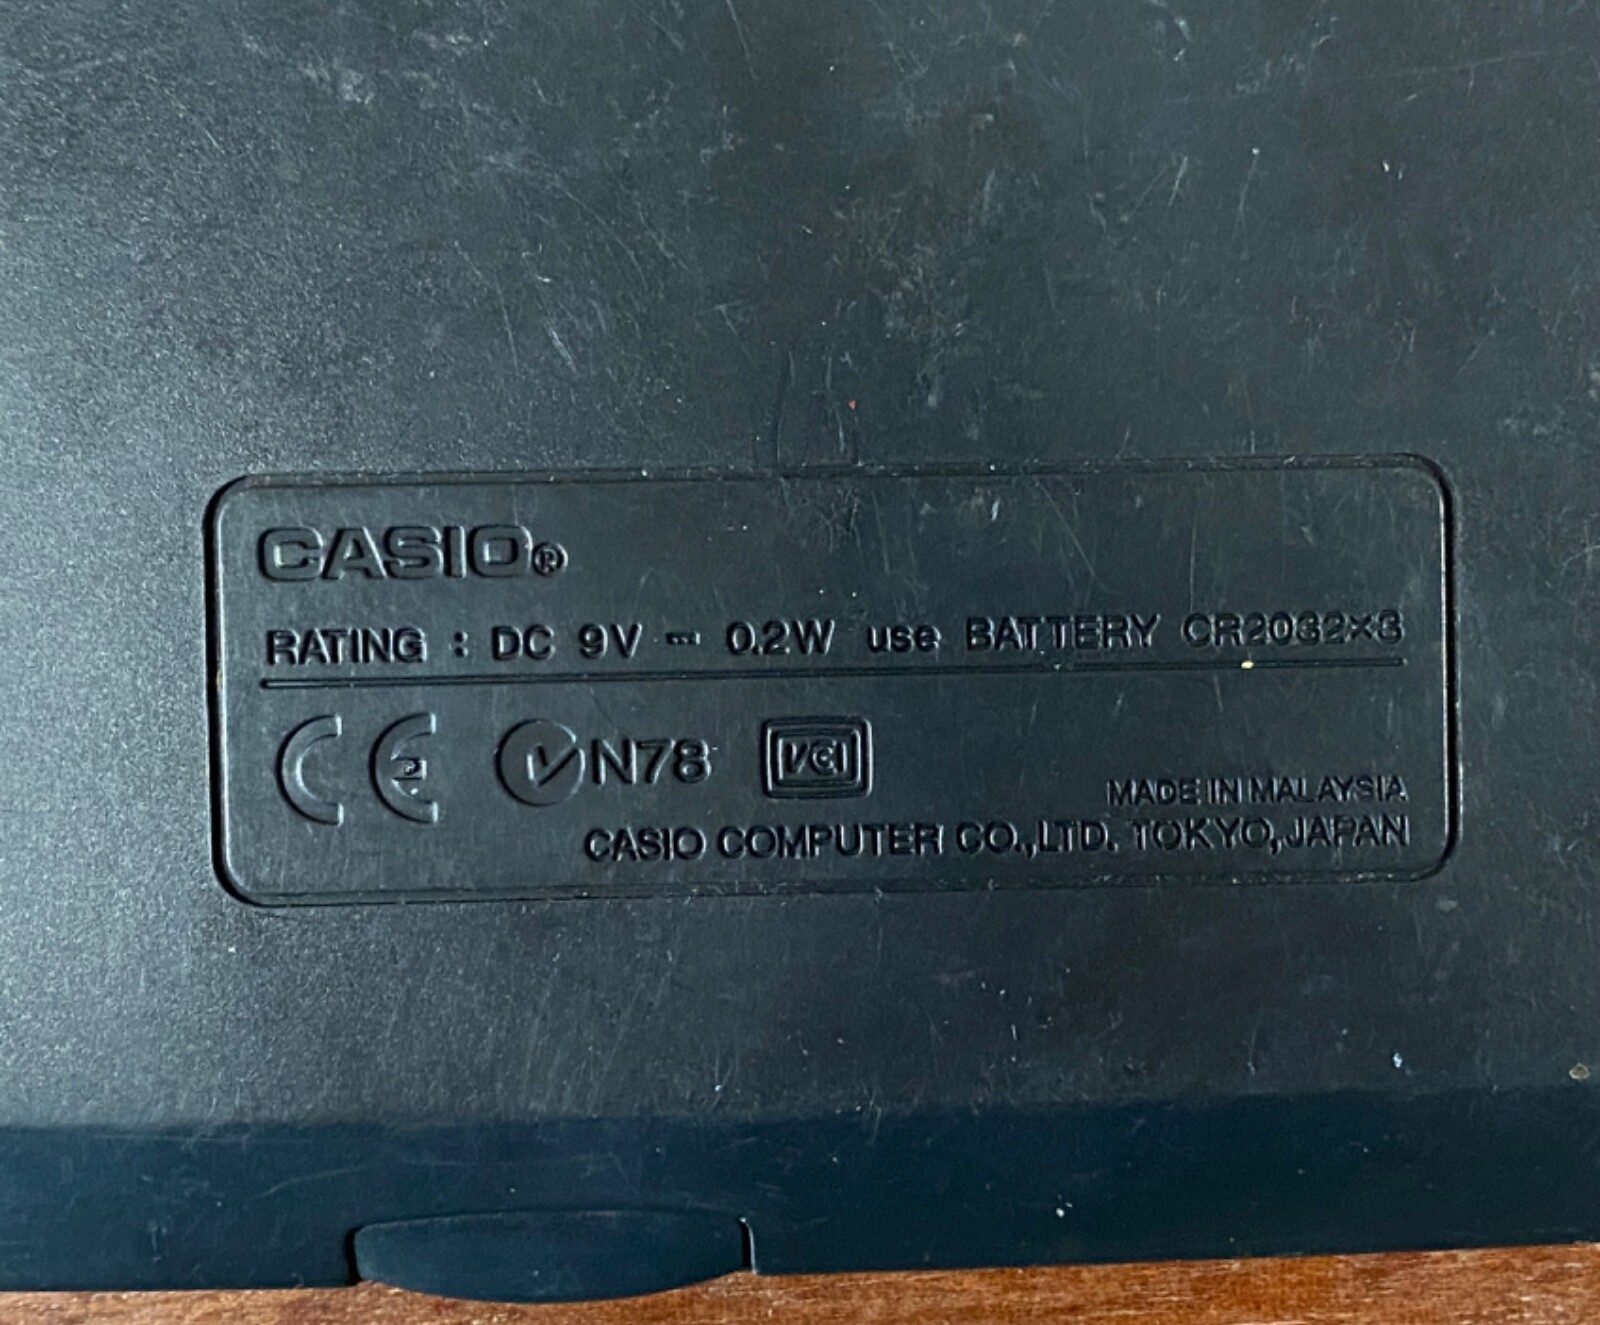 CASIO®
RATING : DC 9V ⎓ 0.2W use BATTERY CR2032×3
CE N78 VCI
MADE IN MALAYSIA
CASIO COMPUTER CO.,LTD. TOKYO,JAPAN